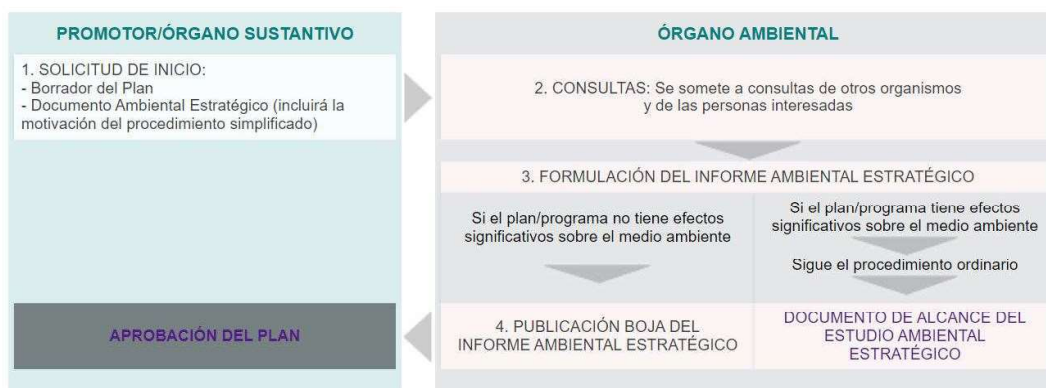 PROMOTOR/ÓRGANO SUSTANTIVO
1. SOLICITUD DE INICIO:
- Borrador del Plan
- Documento Ambiental Estratégico (incluirá la
motivación del procedimiento simplificado)
ÓRGANO AMBIENTAL
2. CONSULTAS: Se somete a consultas de otros organismos
y de las personas interesadas
3. FORMULACIÓN DEL INFORME AMBIENTAL ESTRATÉGICO
Si el plan/programa no tiene efectos
significativos sobre el medio ambiente
Si el plan/programa tiene efectos
significativos sobre el medio ambiente
Sigue el procedimiento ordinario
APROBACIÓN DEL PLAN
4. PUBLICACIÓN BOJA DEL
INFORME AMBIENTAL ESTRATÉGICO
DOCUMENTO DE ALCANCE DEL
ESTUDIO AMBIENTAL
ESTRATÉGICO